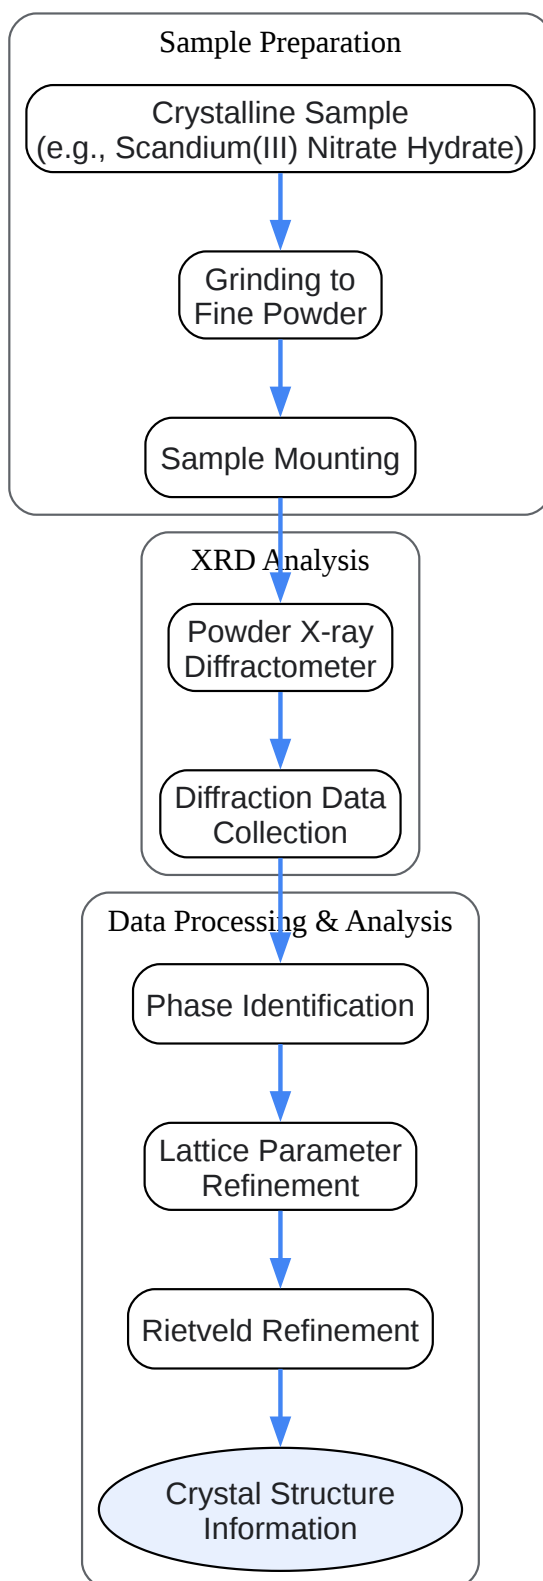 Sample Preparation
Crystalline Sample
(e.g., Scandium(III) Nitrate Hydrate)
Grinding to
Fine Powder
Sample Mounting
XRD Analysis
Powder X-ray
Diffractometer
Diffraction Data
Collection
Data Processing & Analysis
Phase Identification
Lattice Parameter
Refinement
Rietveld Refinement
Crystal Structure
Information